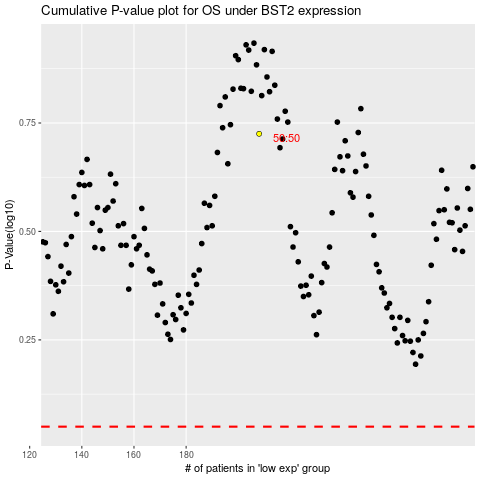 Cumulative P-value plot for OS under BST2 expression
P-Value(log10)
0.75
0.50
0.25
50:50
120
140
160
180
# of patients in 'low exp' group